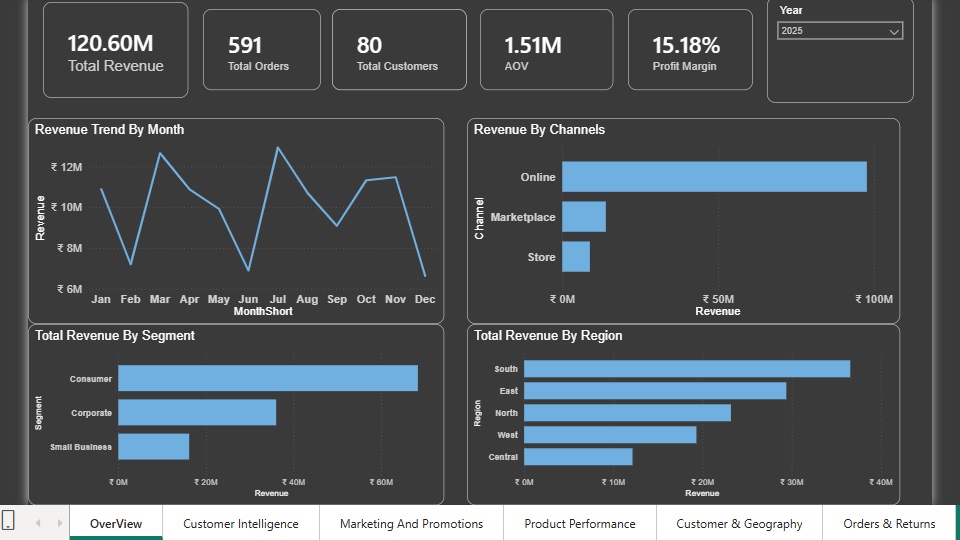 120.60M
Total Revenue
591
Total Orders
80
Total Customers
1.51M
AOV
15.18%
Profit Margin
Year
2025
Revenue Trend By Month
Revenue
₹ 12M
₹ 10M
₹ 8M
₹ 6M
Jan Feb Mar Apr May Jun Jul Aug Sep Oct Nov Dec
MonthShort
Revenue By Channels
Channel
Online
Marketplace
Store
₹ 0M ₹ 50M ₹ 100M
Revenue
Total Revenue By Segment
Segment
Consumer
Corporate
Small Business
₹ 0M ₹ 20M ₹ 40M ₹ 60M
Revenue
Total Revenue By Region
Region
South
East
North
West
Central
₹ 0M ₹ 10M ₹ 20M ₹ 30M ₹ 40M
Revenue
OverView Customer Intelligence Marketing And Promotions Product Performance Customer & Geography Orders & Returns